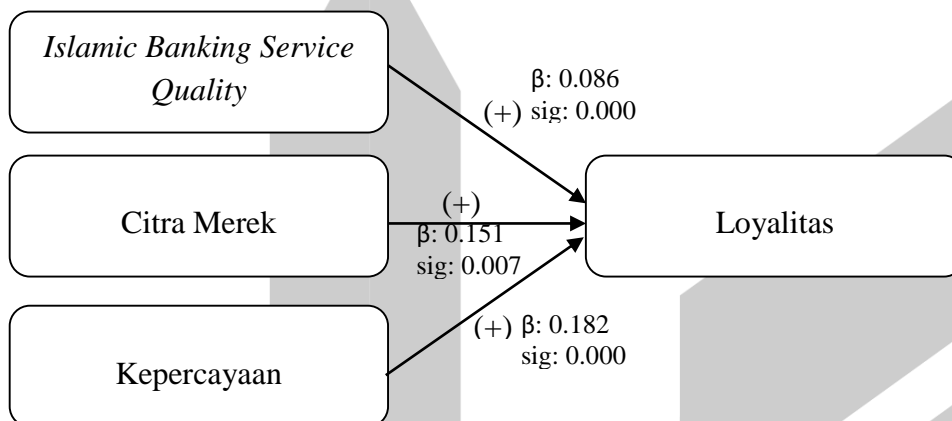 Islamic Banking Service
Quality
β: 0.086
(+) sig: 0.000
Citra Merek
(+)
β: 0.151
sig: 0.007
Loyalitas
Kepercayaan
(+) β: 0.182
sig: 0.000